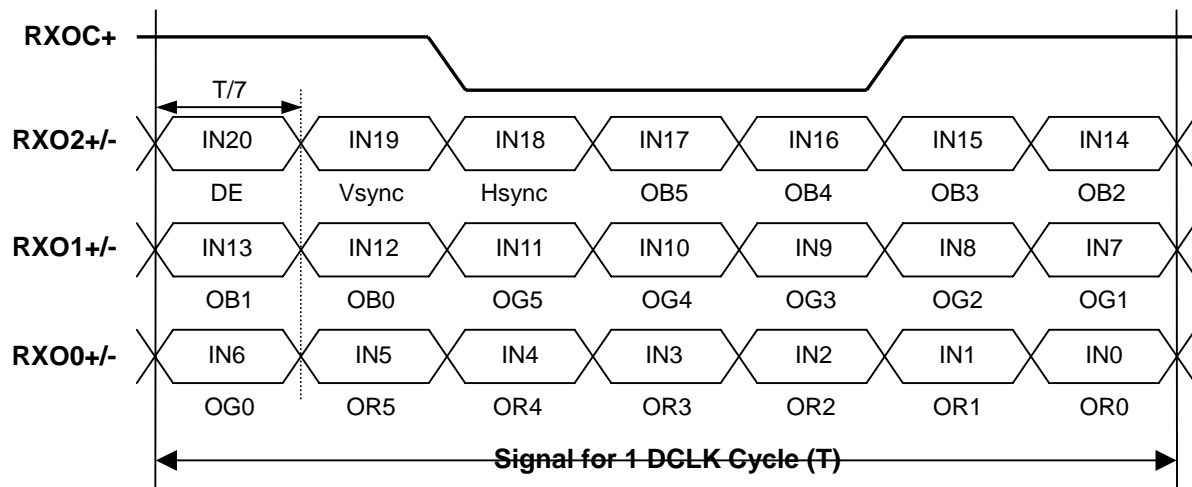 RXOC+
T/7
RXO2+/- IN20 IN19 IN18 IN17 IN16 IN15 IN14
DE Vsync Hsync OB5 OB4 OB3 OB2
RXO1+/- IN13 IN12 IN11 IN10 IN9 IN8 IN7
OB1 OB0 OG5 OG4 OG3 OG2 OG1
RXO0+/- IN6 IN5 IN4 IN3 IN2 IN1 IN0
OG0 OR5 OR4 OR3 OR2 OR1 OR0
Signal for 1 DCLK Cycle (T)